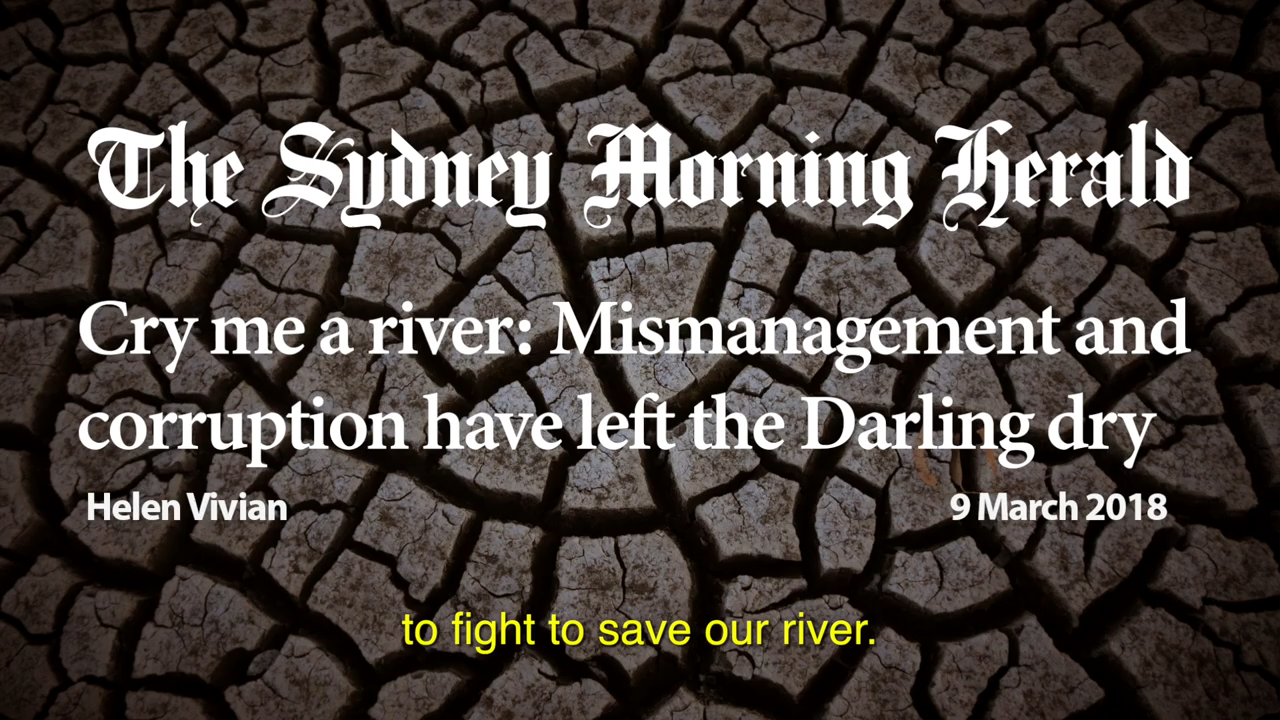 The Sydney Morning Herald
Cry me a river: Mismanagement and
corruption have left the Darling dry
Helen Vivian
9 March 2018
to fight to save our river.